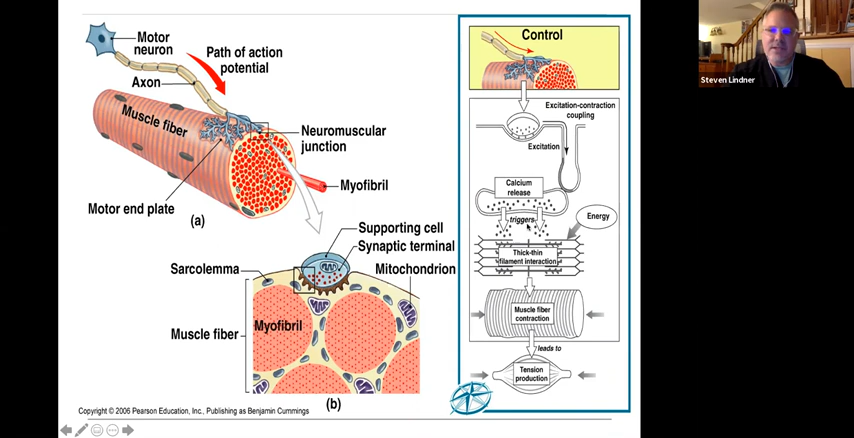 Motor
neuron
Path of action
potential
Axon
Muscle fiber
Neuromuscular
junction
Myofibril
Motor end plate
(a)
Supporting cell
Synaptic terminal
Sarcolemma
Mitochondrion
Muscle fiber
Myofibril
(b)
Copyright © 2006 Pearson Education, Inc., Publishing as Benjamin Cummings
Control
Excitation-contraction
coupling
Excitation
Calcium
release
triggers
Energy
Thick-thin
filament interaction
Muscle fiber
contraction
leads to
Tension
production
Steven Lindner